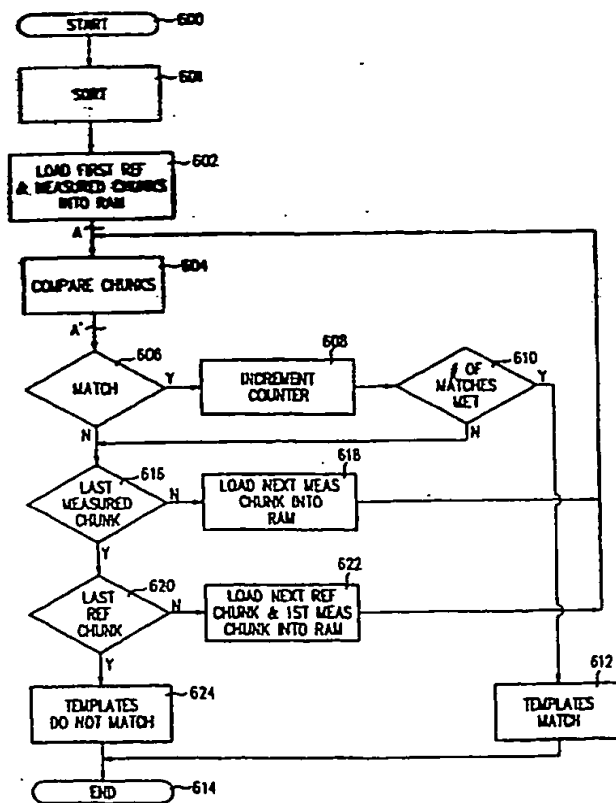 START
600
601
SORT
602
LOAD FIRST REF
& MEASURED CHUNKS
INTO RAM
A
604
COMPARE CHUNKS
A'
606
MATCH
Y
N
608
INCREMENT
COUNTER
610
# OF
MATCHES
MET
Y
N
616
LAST
MEASURED
CHUNK
N
Y
618
LOAD NEXT MEAS
CHUNK INTO
RAM
620
LAST
REF
CHUNK
N
Y
622
LOAD NEXT REF
CHUNK & 1ST MEAS
CHUNK INTO RAM
624
TEMPLATES
DO NOT MATCH
612
TEMPLATES
MATCH
END
614